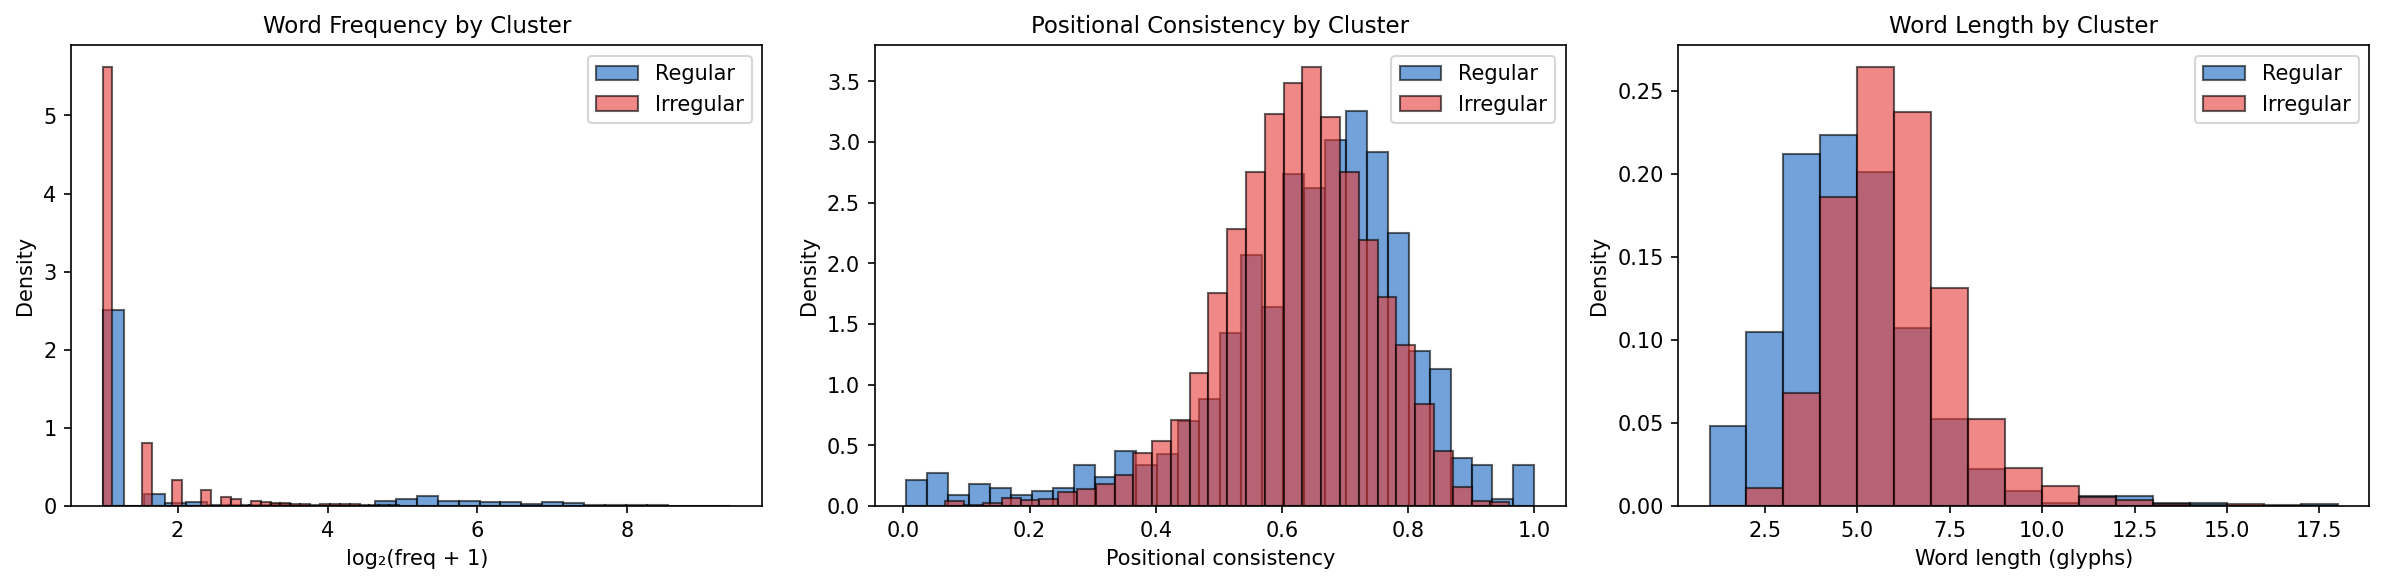 Word Frequency by Cluster
Density
5
4
3
2
1
0
2 4 6 8
log₂(freq + 1)
Regular
Irregular
Positional Consistency by Cluster
Density
3.5
3.0
2.5
2.0
1.5
1.0
0.5
0.0
0.0 0.2 0.4 0.6 0.8 1.0
Positional consistency
Regular
Irregular
Word Length by Cluster
Density
0.25
0.20
0.15
0.10
0.05
0.00
2.5 5.0 7.5 10.0 12.5 15.0 17.5
Word length (glyphs)
Regular
Irregular